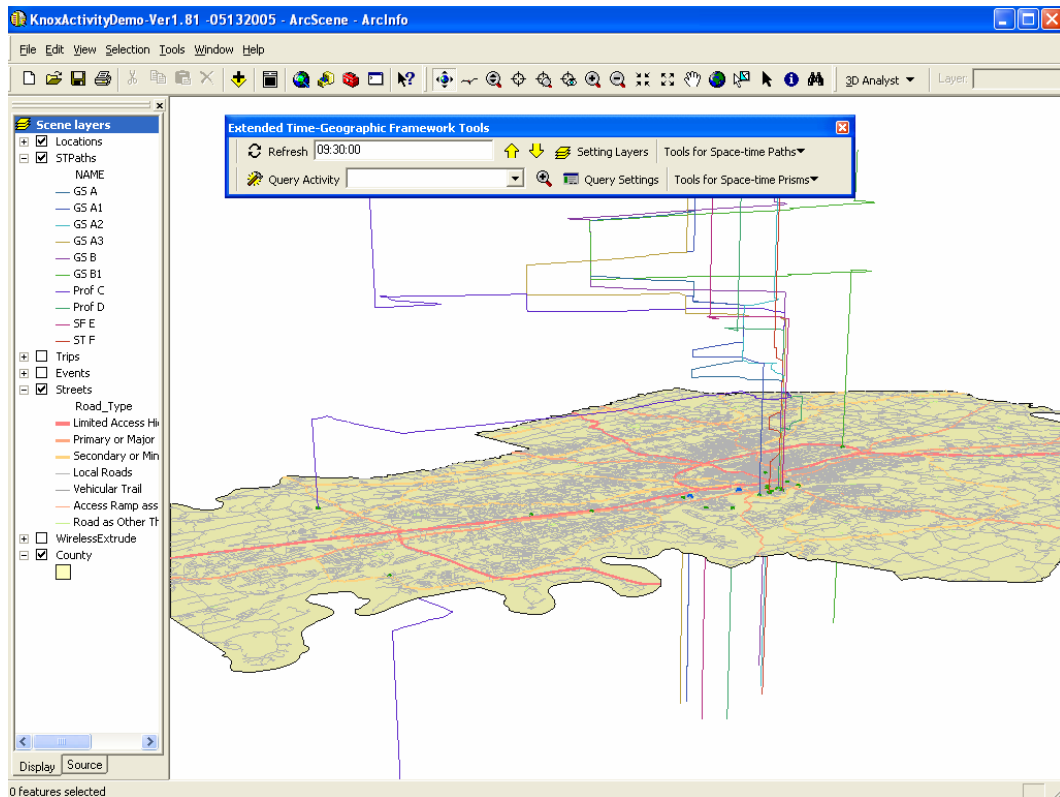 KnoxActivityDemo-Ver1.81 -05132005 - ArcScene - ArcInfo
File Edit View Selection Tools Window Help
3D Analyst
Layer:
Scene layers
Locations
STPaths
NAME
GS A
GS A1
GS A2
GS A3
GS B
GS B1
Prof C
Prof D
SF E
ST F
Trips
Events
Streets
Road_Type
Limited Access Hi
Primary or Major
Secondary or Min
Local Roads
Vehicular Trail
Access Ramp ass
Road as Other Th
WirelessExtrude
County
Display Source
0 features selected
Extended Time-Geographic Framework Tools
Refresh 09:30:00 Setting Layers Tools for Space-time Paths
Query Activity Query Settings Tools for Space-time Prisms